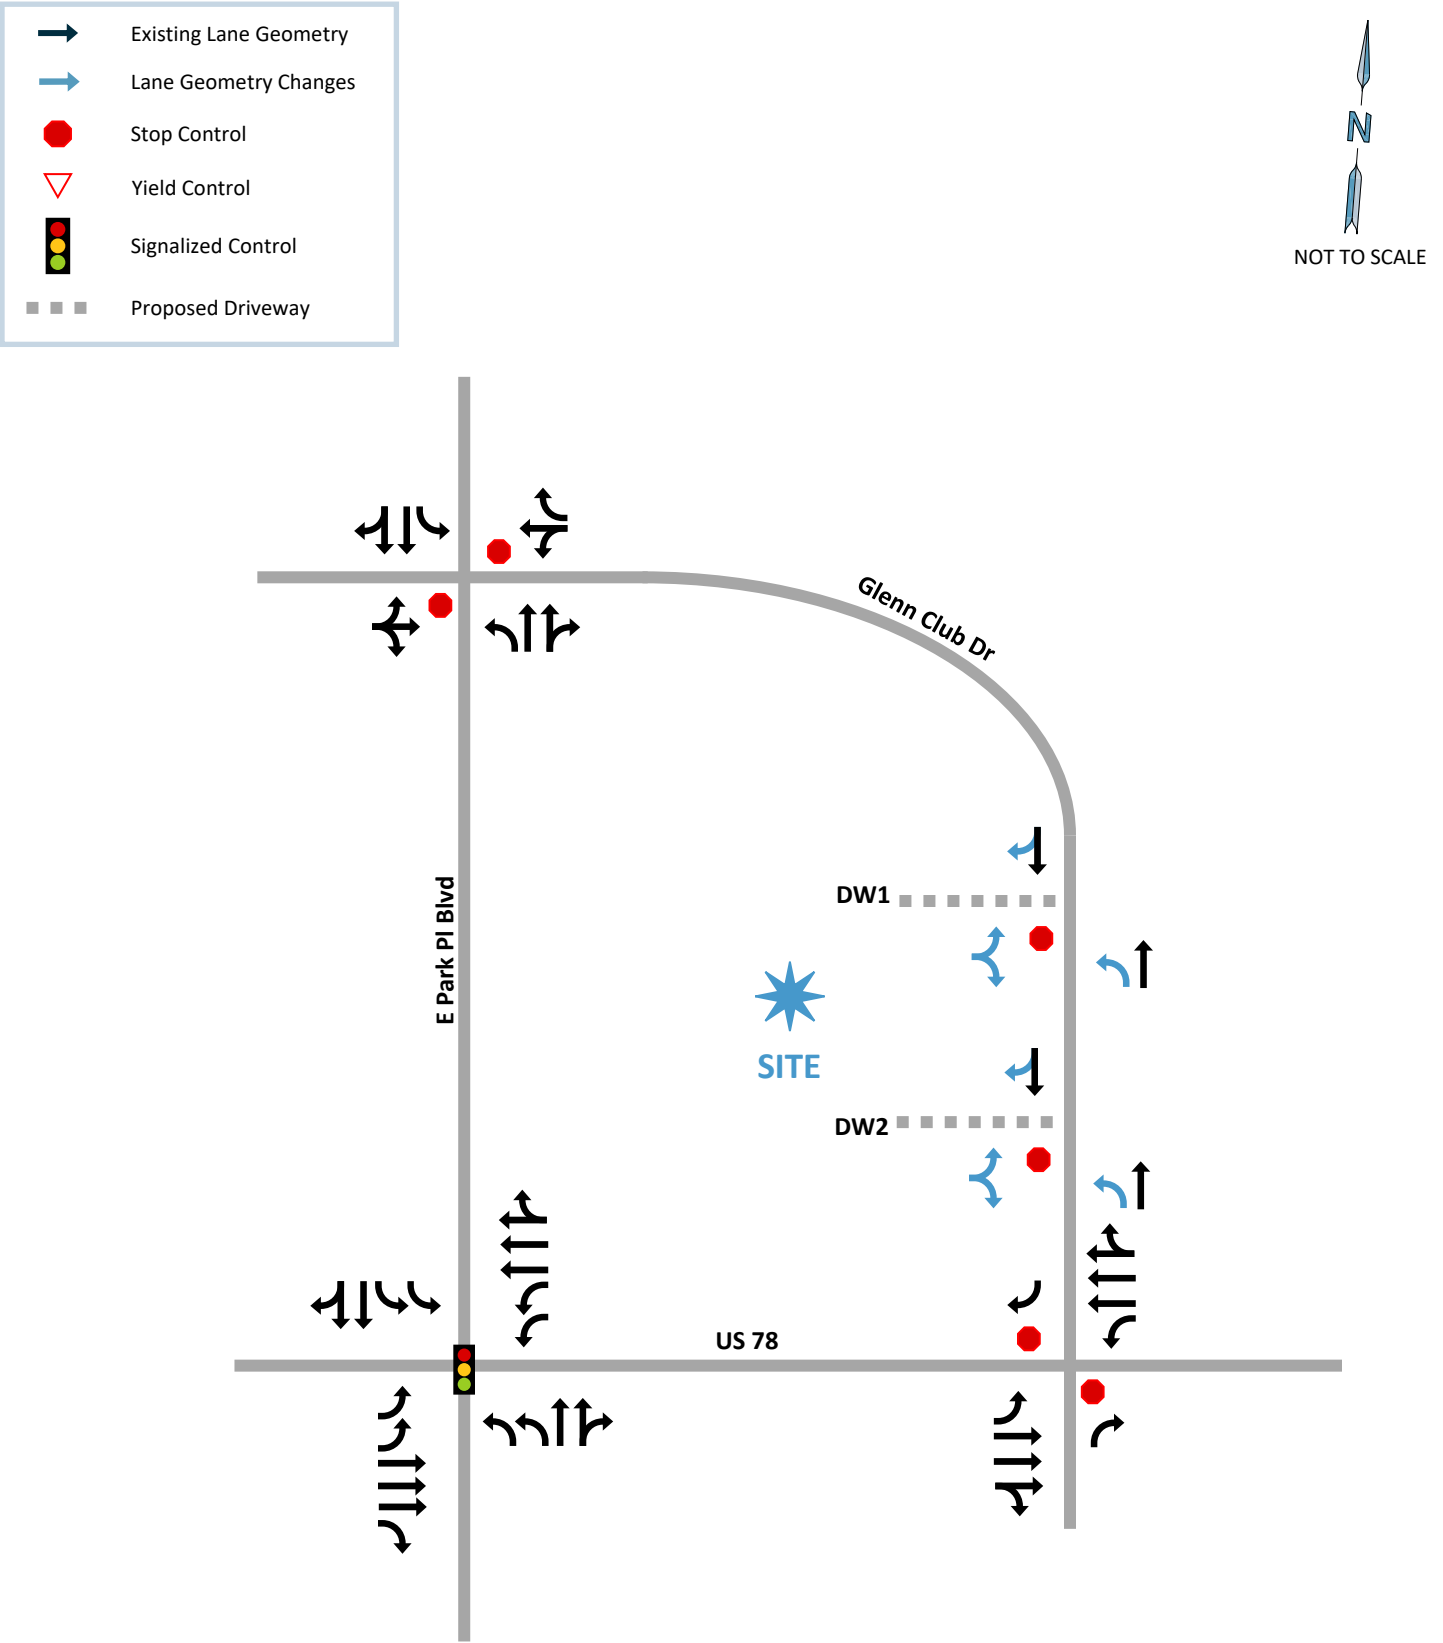 Existing Lane Geometry
Lane Geometry Changes
Stop Control
Yield Control
Signalized Control
Proposed Driveway
N
NOT TO SCALE
Glenn Club Dr
E Park Pl Blvd
DW1
SITE
DW2
US 78